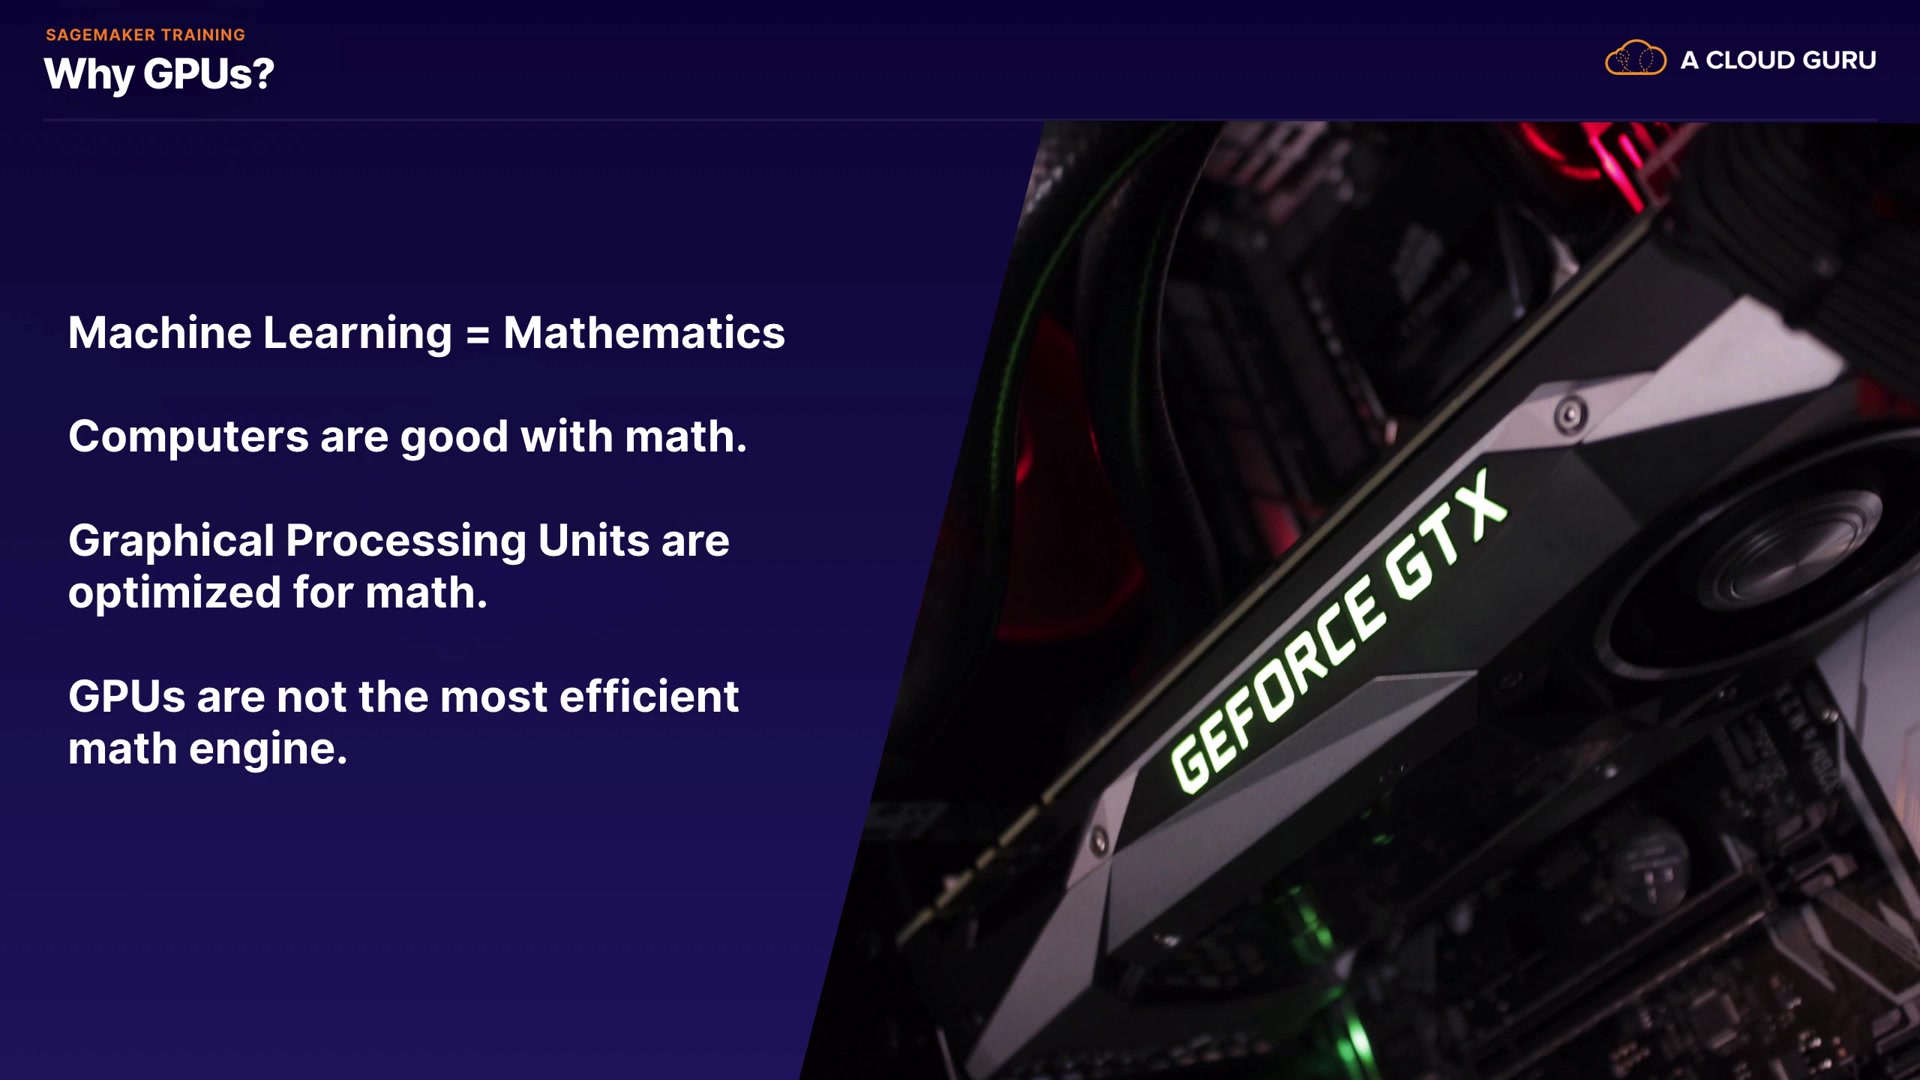 SAGEMAKER TRAINING
Why GPUs?
A CLOUD GURU
Machine Learning = Mathematics
Computers are good with math.
Graphical Processing Units are
optimized for math.
GPUs are not the most efficient
math engine.
GEFORCE GTX